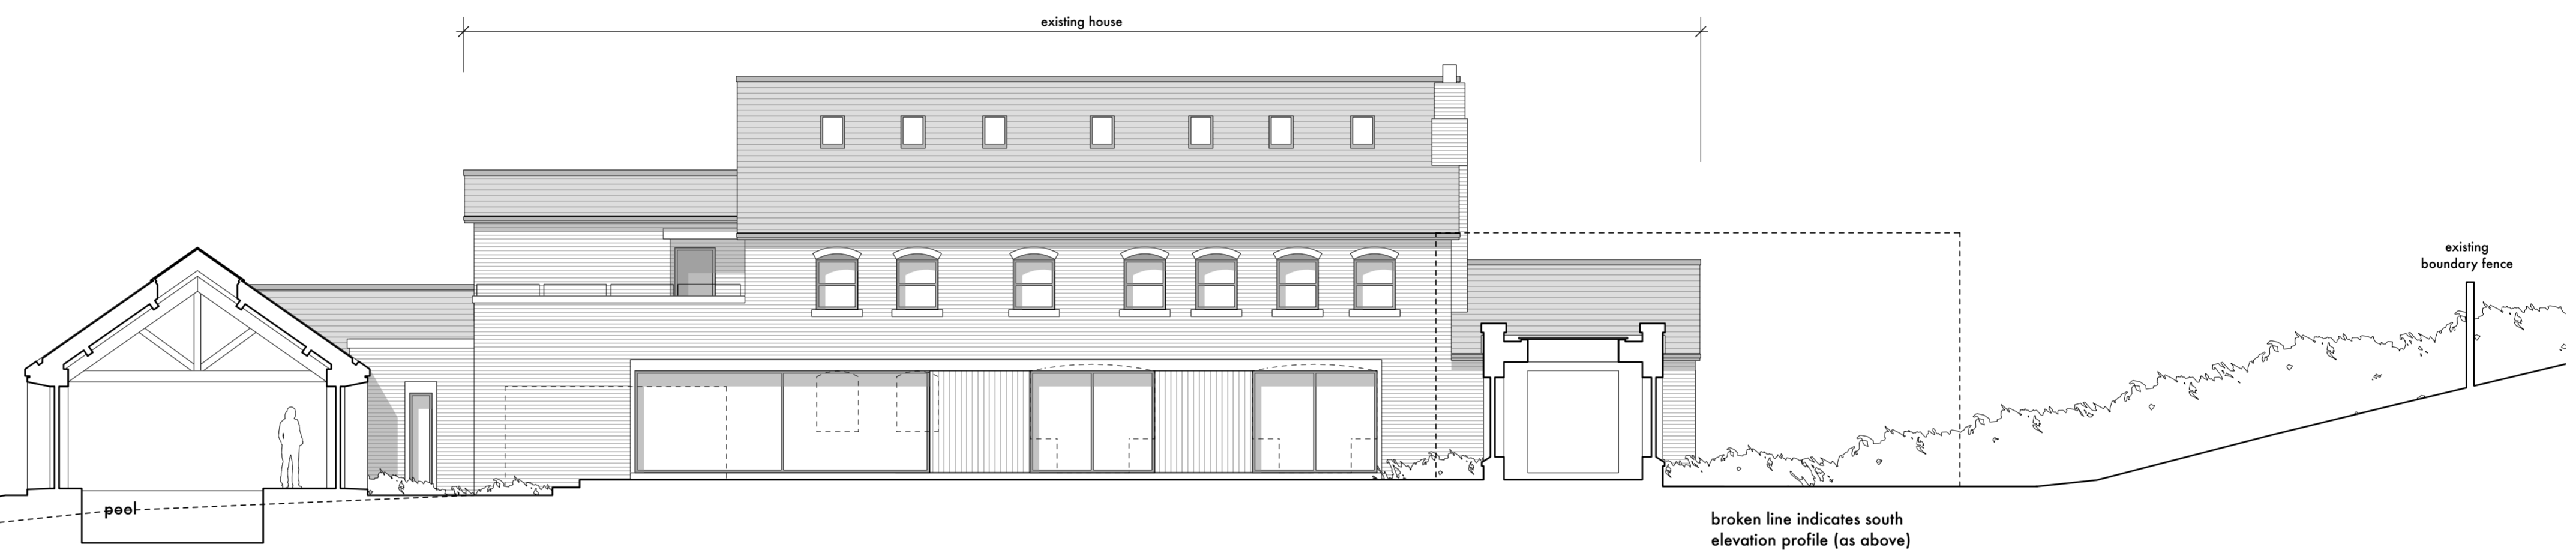 existing house
existing
boundary fence
pool
broken line indicates south
elevation profile (as above)